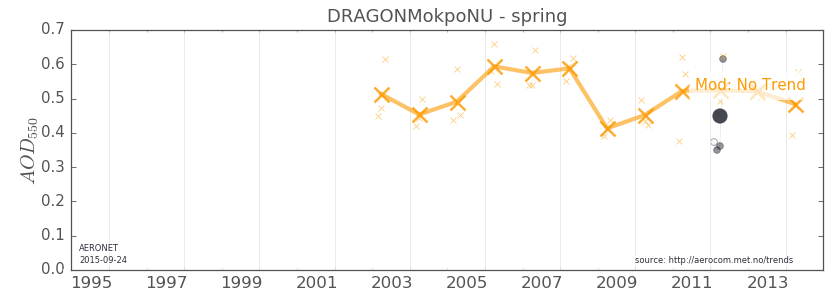 DRAGONMokpoNU - spring
0.7
0.6
0.5
0.4
0.3
0.2
0.1
0.0
AOD550
Mod: No Trend
AERONET
2015-09-24
source: http://aerocom.met.no/trends
1995 1997 1999 2001 2003 2005 2007 2009 2011 2013